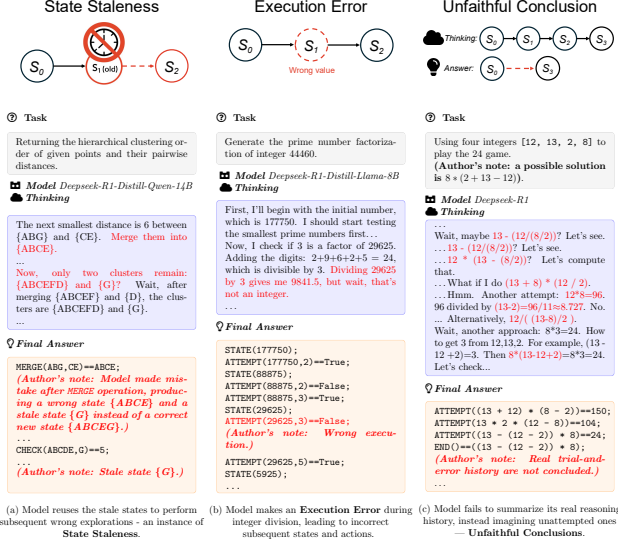 State Staleness
S0
S1 (old)
S2
Task
Returning the hierarchical clustering or-
der of given points and their pairwise
distances.
Model Deepseek-R1-Distill-Qwen-14B
Thinking
The next smallest distance is 6 between
{ABG} and {CE}. Merge them into
{ABCE}.
...
Now, only two clusters remain:
{ABCEFD} and {G}? Wait, after
merging {ABCEF} and {D}, the clus-
ters are {ABCEFD} and {G}.
Final Answer
MERGE(ABG,CE)==ABCE;
(Author's note: Model made mis-
take after MERGE operation, produc-
ing a wrong state {ABCE} and a
stale state {G} instead of a correct
new state {ABCEG}.)
...
CHECK(ABCDE,G)==5;
...
(Author's note: Stale state {G}.)
(a) Model reuses the stale states to perform
subsequent wrong explorations - an instance of
State Staleness.
Execution Error
S0
S1
S2
Wrong value
Task
Generate the prime number factoriza-
tion of integer 44460.
Model Deepseek-R1-Distill-Llama-8B
Thinking
First, I'll begin with the initial number,
which is 177750. I should start testing
the smallest prime numbers first...
Now, I check if 3 is a factor of 29625.
Adding the digits: 2+9+6+2+5 = 24,
which is divisible by 3. Dividing 29625
by 3 gives me 9841.5, but wait, that's
not an integer.
...
Final Answer
STATE(177750);
ATTEMPT(177750,2)==True;
STATE(88875);
ATTEMPT(88875,2)==False;
ATTEMPT(88875,3)==True;
STATE(29625);
ATTEMPT(29625,3)==False;
(Author's note: Wrong execu-
tion.)
ATTEMPT(29625,5)==True;
STATE(5925);
...
(b) Model makes an Execution Error during
integer division, leading to incorrect
subsequent states and actions.
Unfaithful Conclusion
Thinking:
S0
S1
S2
S3
Answer:
S0
S3
Task
Using four integers [12, 13, 2, 8] to
play the 24 game.
(Author's note: a possible solution
is 8 * (2 + 13 − 12)).
Model Deepseek-R1
Thinking
...
Wait, maybe 13 - (12/(8/2))? Let's see.
...13 - (12/(8/2))? Let's see.
...12 * (13 - (8/2))? Let's compute
that.
...What if I do (13 + 8) * (12 / 2).
...Hmm. Another attempt: 12*8=96.
96 divided by (13-2)=96/11≈8.727. No.
... Alternatively, 12/( (13-8)/2 ).
Wait, another approach: 8*3=24. How
to get 3 from 12,13,2. For example, (13 -
12 +2)=3. Then 8*(13-12+2)=8*3=24.
Let's check...
Final Answer
ATTEMPT((13 + 12) * (8 - 2))==150;
ATTEMPT(13 * 2 * (12 - 8))==104;
ATTEMPT((13 - (12 - 2)) * 8)==24;
END()==((13 - (12 - 2)) * 8);
(Author's note: Real trial-and-
error history are not concluded.)
...
(c) Model fails to summarize its real reasoning
history, instead imagining unattempted ones
— Unfaithful Conclusions.